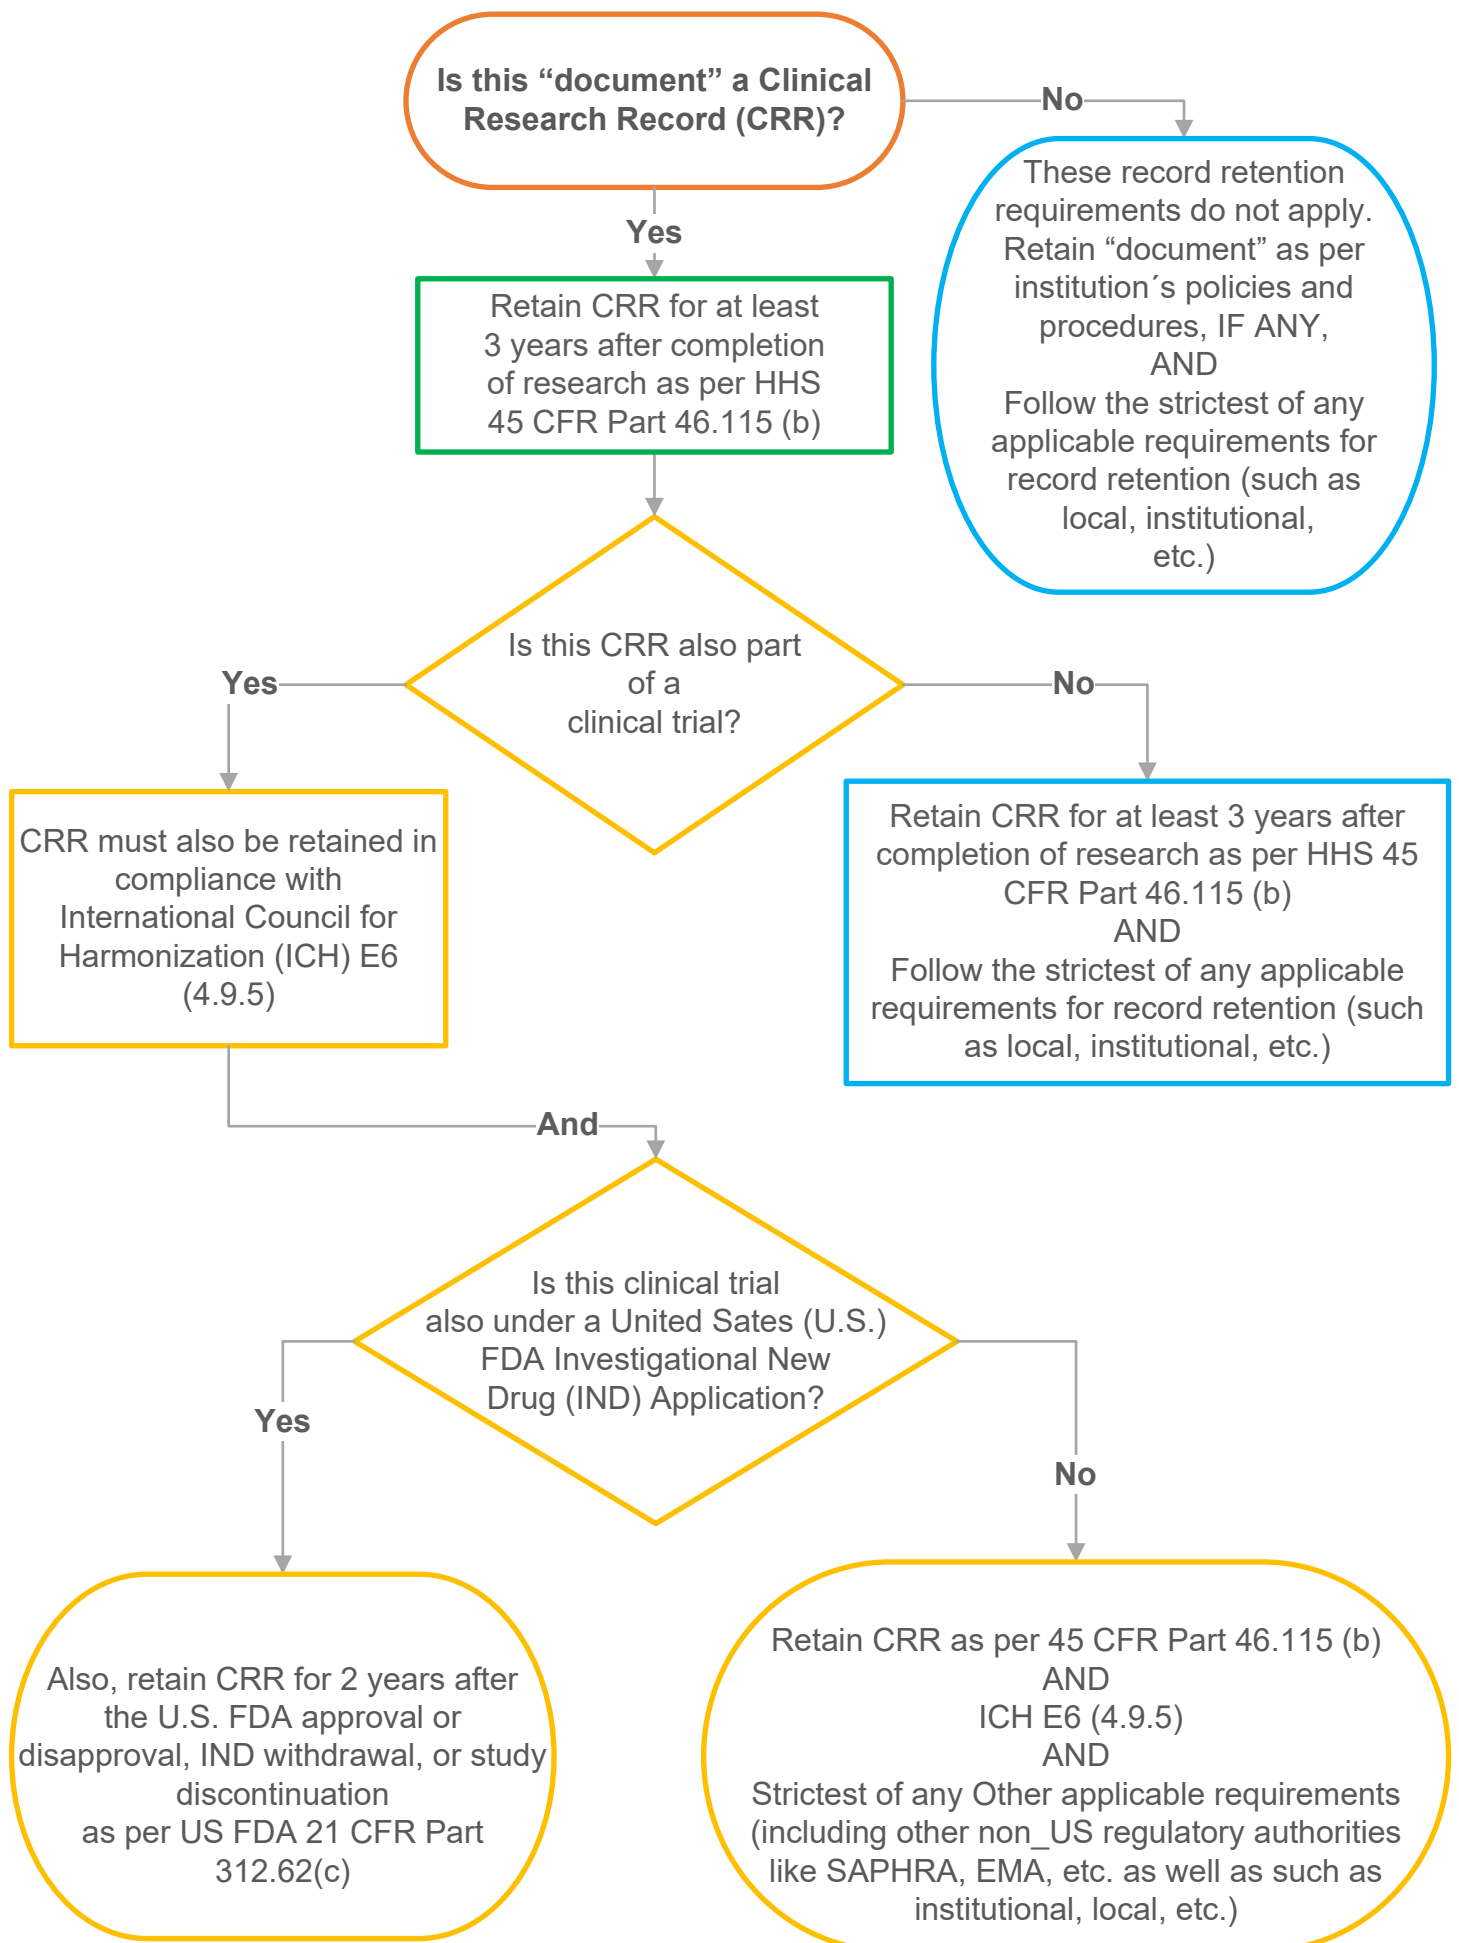 Is this “document” a Clinical
Research Record (CRR)?
No
These record retention
requirements do not apply.
Retain “document” as per
institution´s policies and
procedures, IF ANY,
AND
Follow the strictest of any
applicable requirements for
record retention (such as
local, institutional,
etc.)
Yes
Retain CRR for at least
3 years after completion
of research as per HHS
45 CFR Part 46.115 (b)
Is this CRR also part
of a
clinical trial?
Yes
No
CRR must also be retained in
compliance with
International Council for
Harmonization (ICH) E6
(4.9.5)
Retain CRR for at least 3 years after
completion of research as per HHS 45
CFR Part 46.115 (b)
AND
Follow the strictest of any applicable
requirements for record retention (such
as local, institutional, etc.)
And
Is this clinical trial
also under a United Sates (U.S.)
FDA Investigational New
Drug (IND) Application?
Yes
No
Also, retain CRR for 2 years after
the U.S. FDA approval or
disapproval, IND withdrawal, or study
discontinuation
as per US FDA 21 CFR Part
312.62(c)
Retain CRR as per 45 CFR Part 46.115 (b)
AND
ICH E6 (4.9.5)
AND
Strictest of any Other applicable requirements
(including other non_US regulatory authorities
like SAPHRA, EMA, etc. as well as such as
institutional, local, etc.)